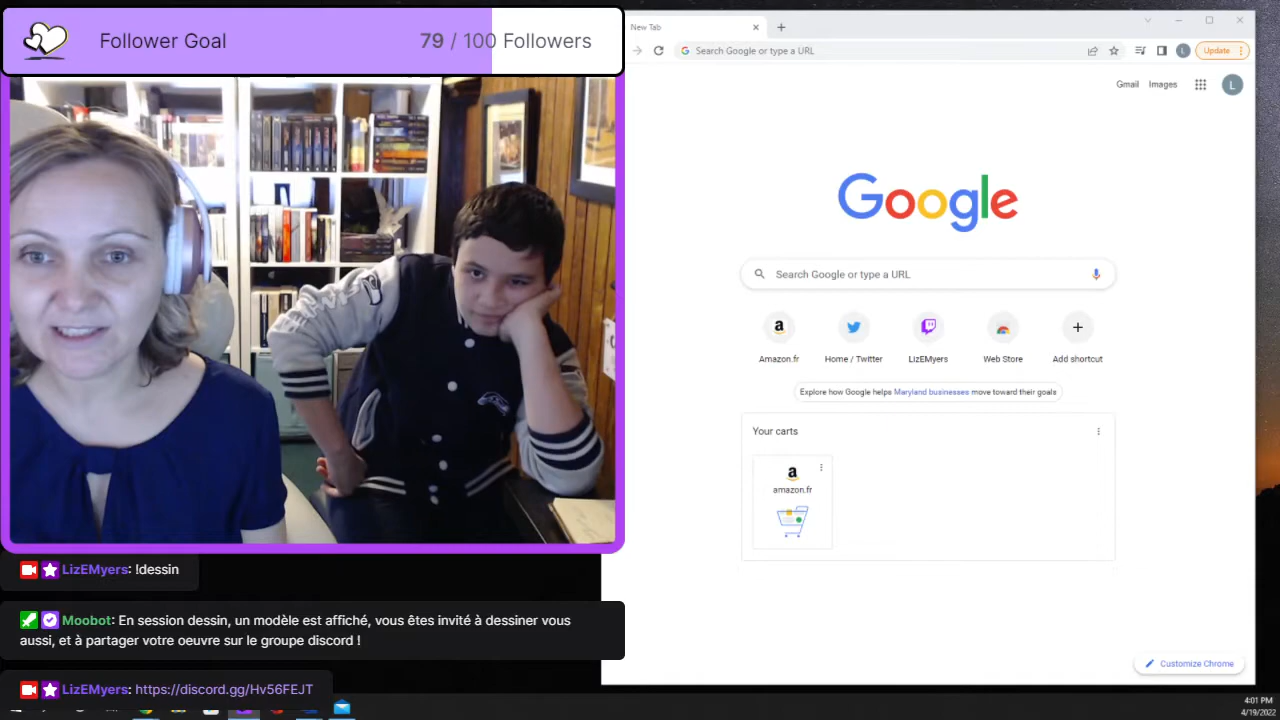 Follower Goal
79 / 100 Followers
New Tab
Search Google or type a URL
Update
Gmail
Images
L
Google
Search Google or type a URL
Amazon.fr
Home / Twitter
LizEMyers
Web Store
Add shortcut
Explore how Google helps Maryland businesses move toward their goals
Your carts
amazon.fr
LizEMyers: !dessin
Moobot: En session dessin, un modèle est affiché, vous êtes invité à dessiner vous
aussi, et à partager votre oeuvre sur le groupe discord !
LizEMyers: https://discord.gg/Hv56FEJT
Customize Chrome
4:01 PM
4/19/2022